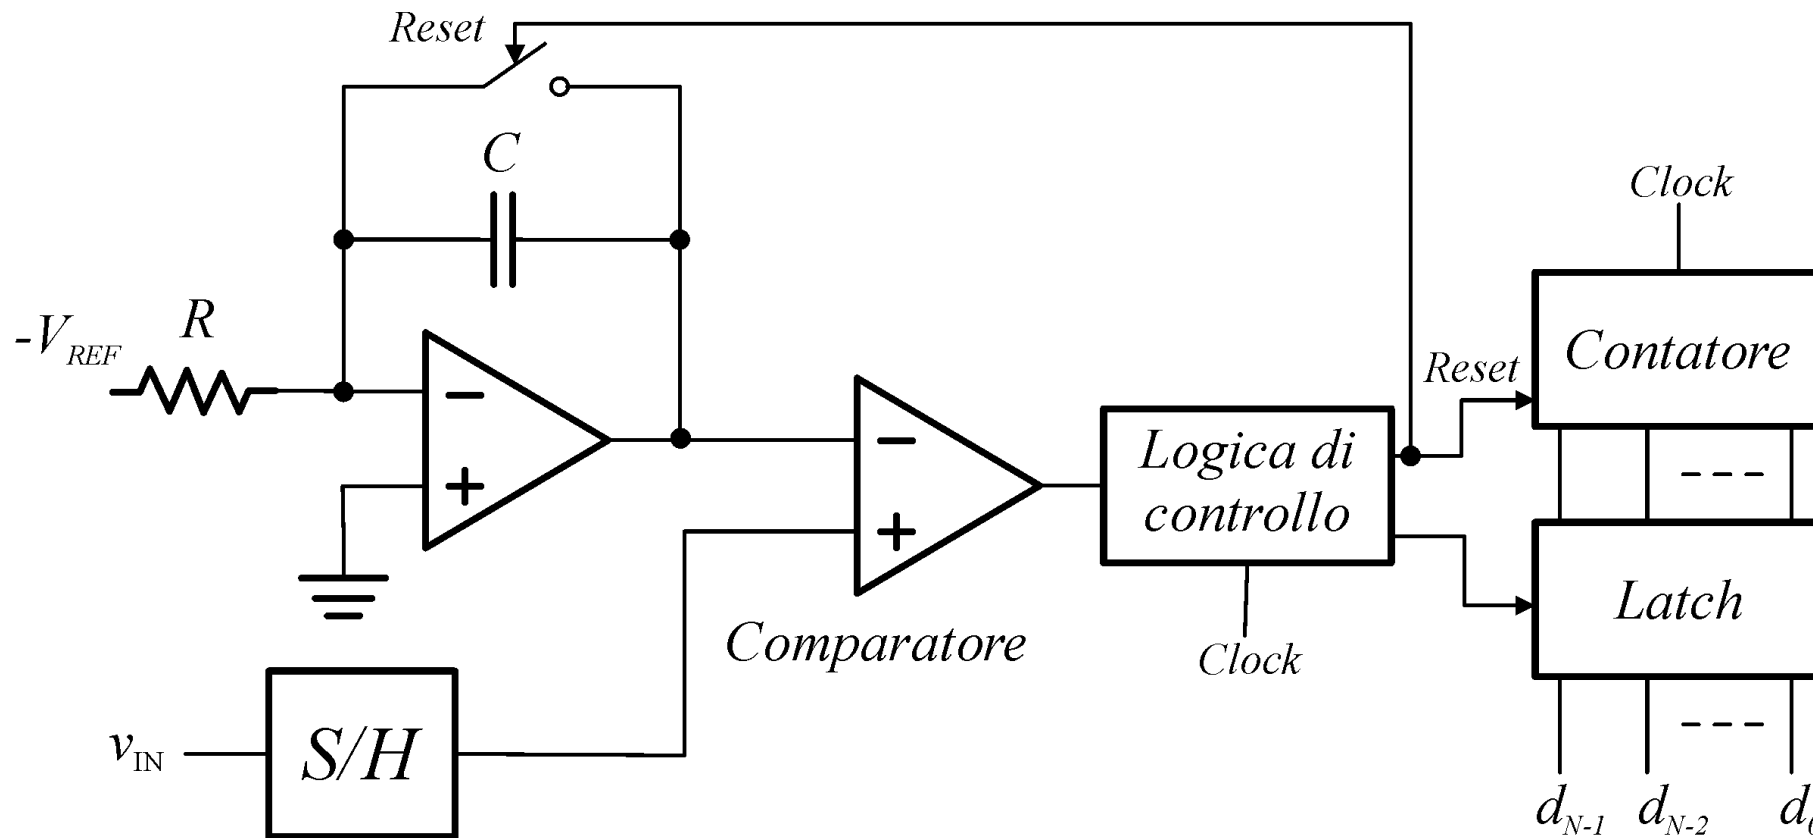 Reset
C
Clock
-V_REF
R
Contatore
Reset
−
+
−
+
Logica di
controllo
Latch
Comparatore
Clock
v_IN
S/H
d_N-1
d_N-2